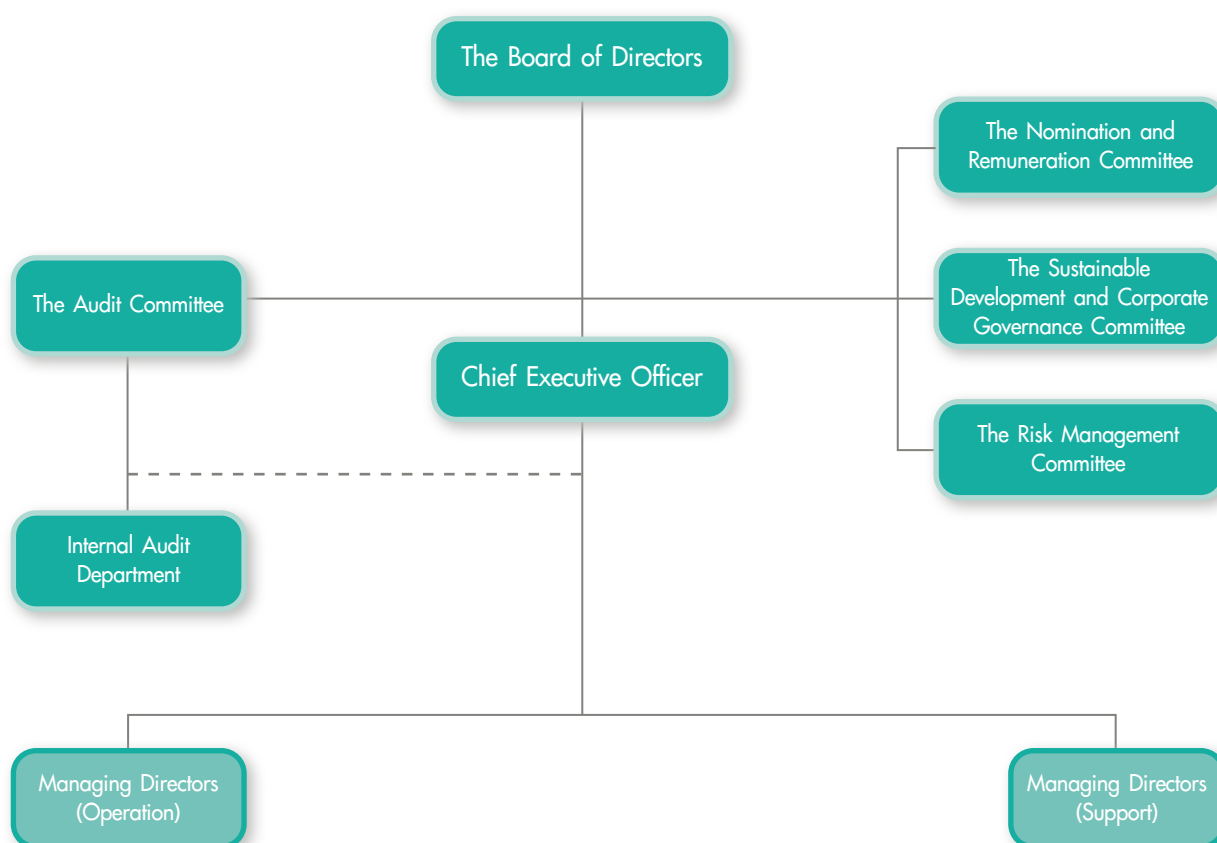 The Board of Directors
The Nomination and
Remuneration Committee
The Audit Committee
The Sustainable
Development and Corporate
Governance Committee
Chief Executive Officer
The Risk Management
Committee
Internal Audit
Department
Managing Directors
(Operation)
Managing Directors
(Support)